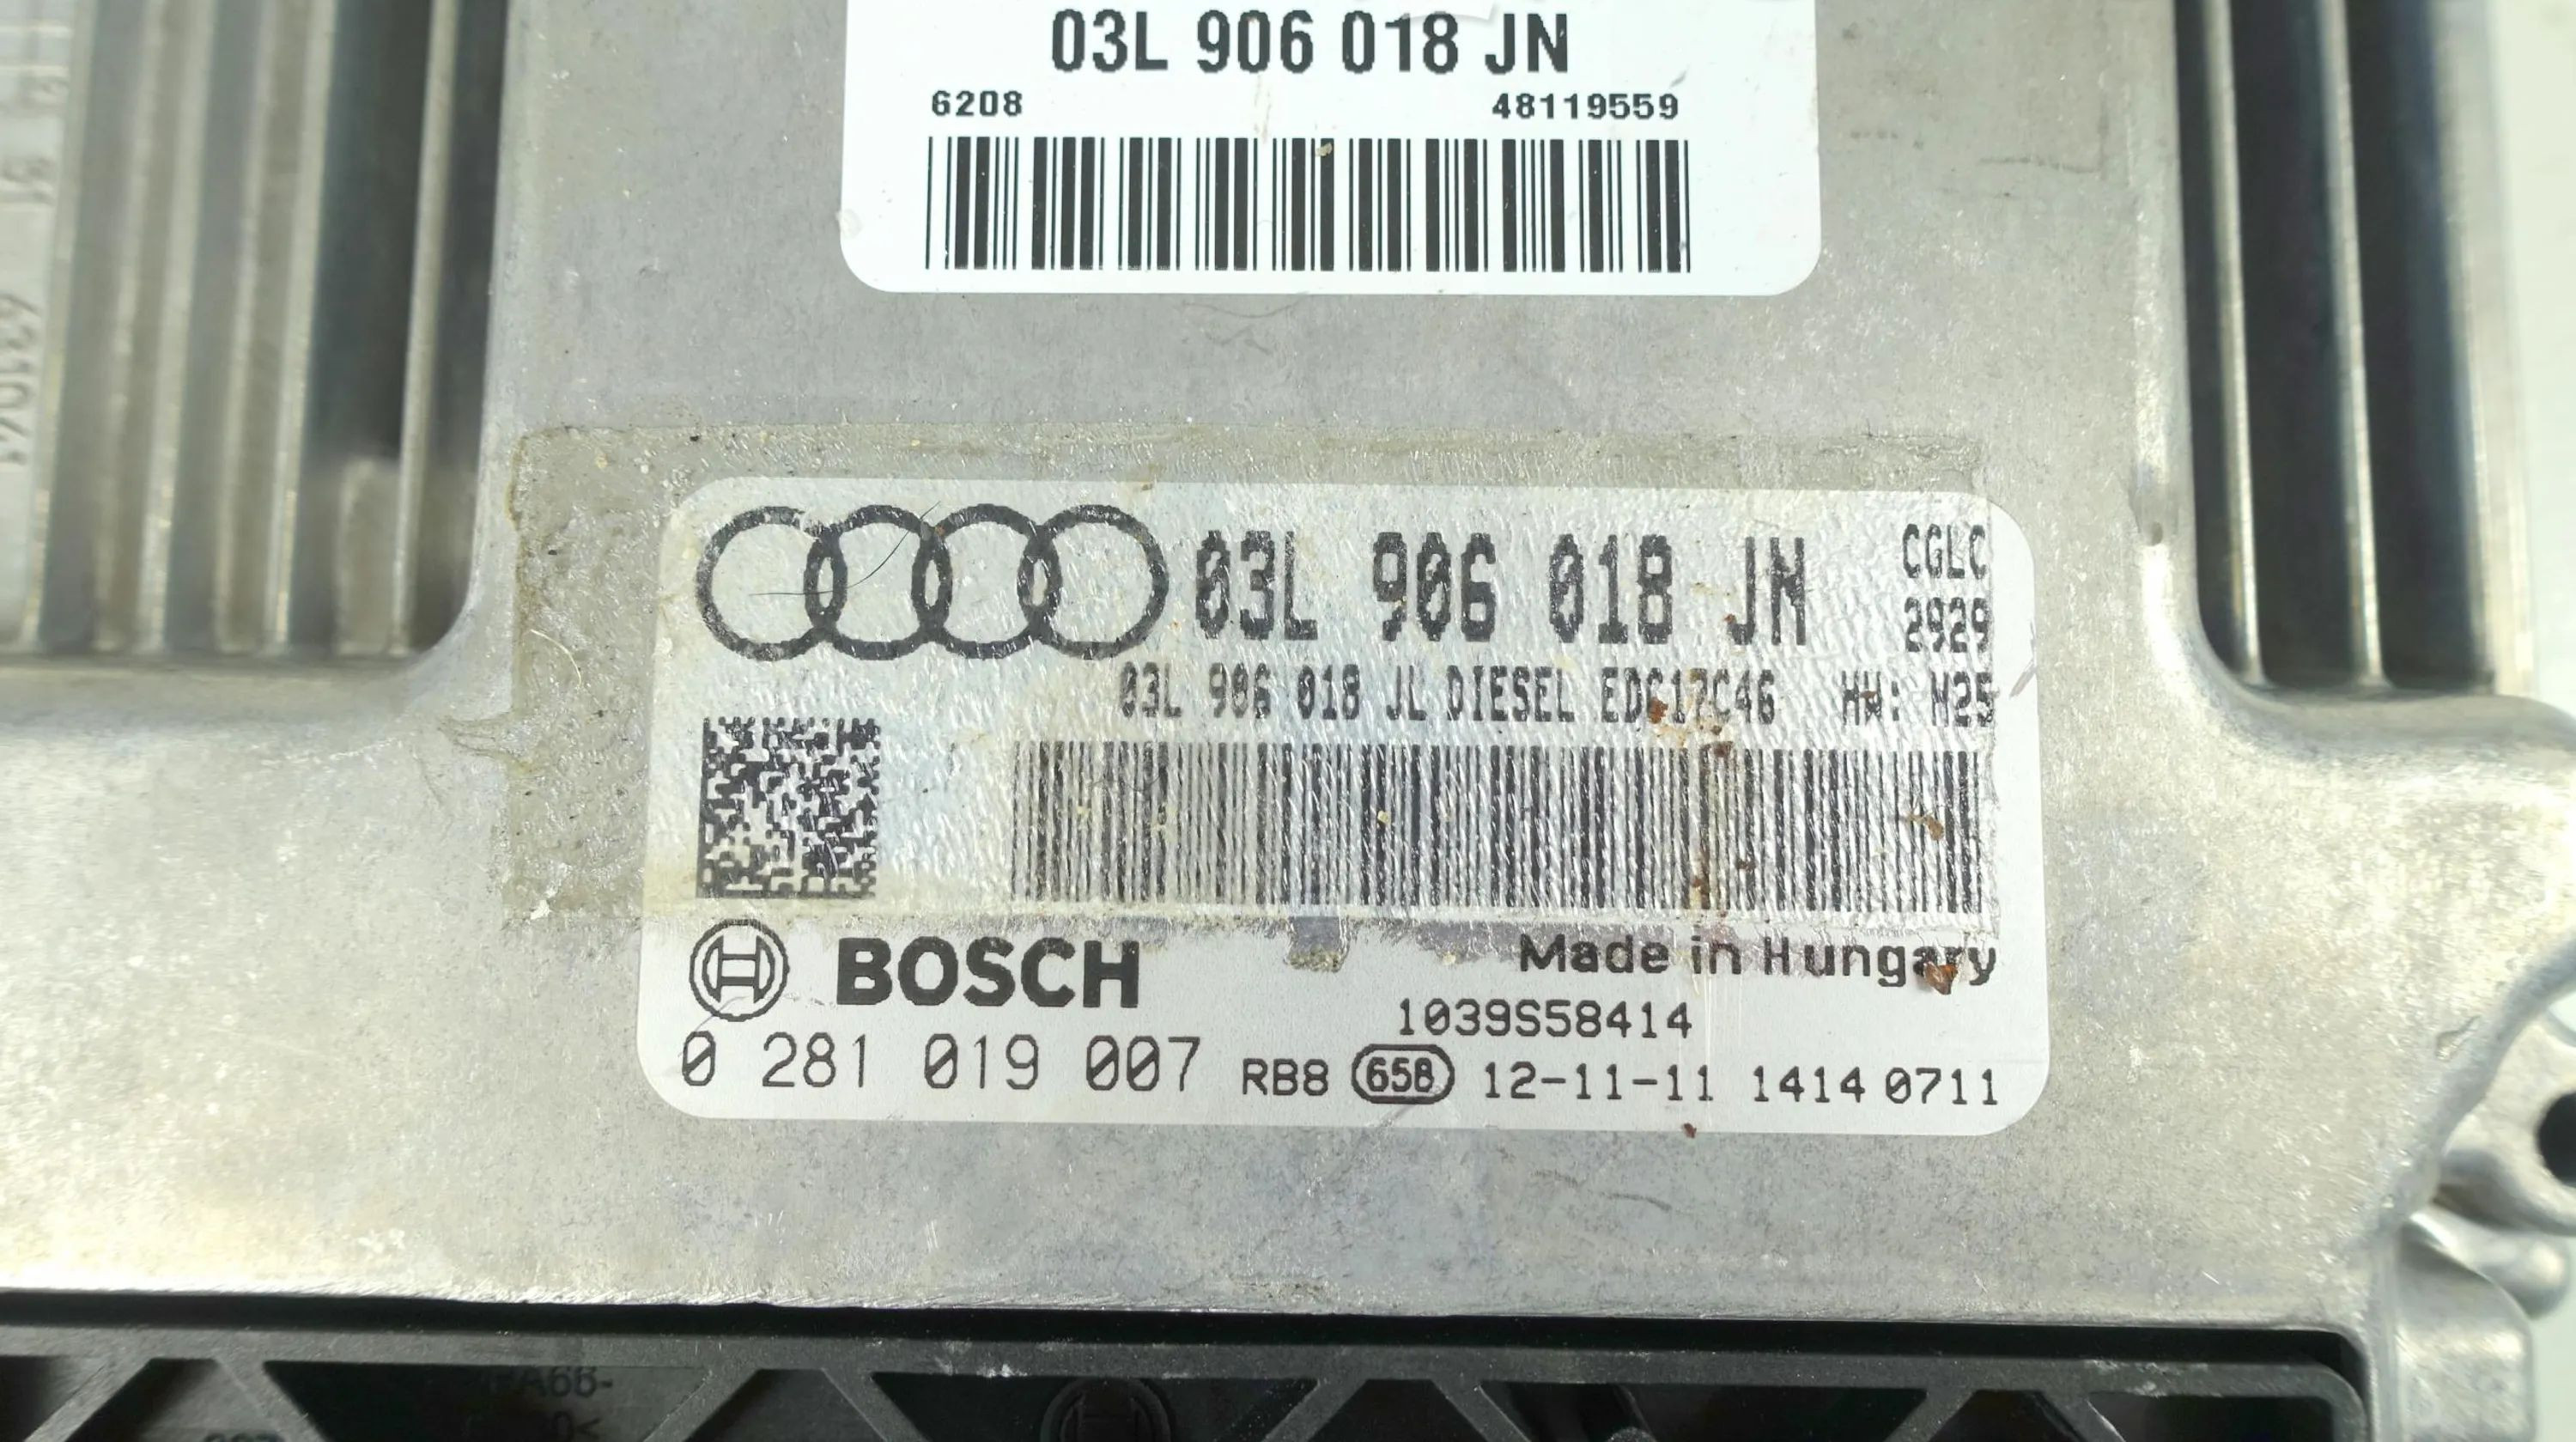 03L 906 018 JN
6208 48119559
03L 906 018 JN CGLC
2929
03L 906 018 JL DIESEL EDC17C46 HW: M25
BOSCH Made in Hungary
1039S58414
0 281 019 007 RB8 658 12-11-11 1414 0711